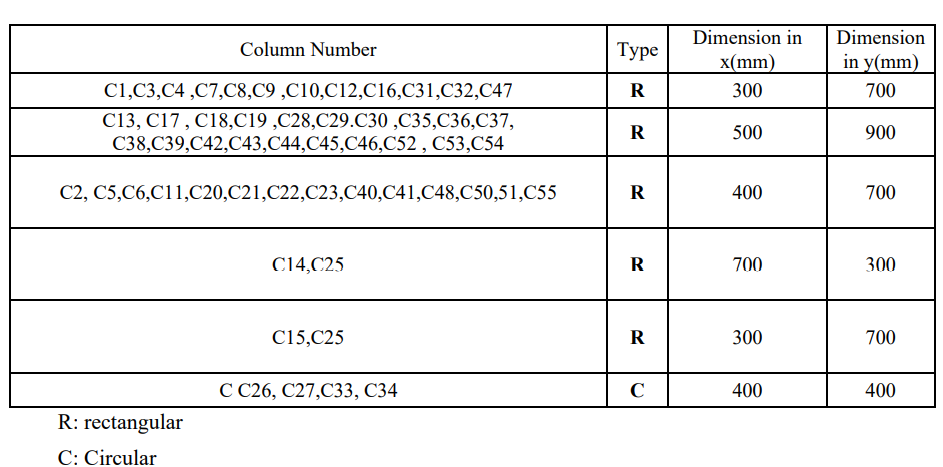 Column Number Type Dimension in x(mm) Dimension in y(mm)
C1,C3,C4 ,C7,C8,C9 ,C10,C12,C16,C31,C32,C47 R 300 700
C13, C17 , C18,C19 ,C28,C29.C30 ,C35,C36,C37,
C38,C39,C42,C43,C44,C45,C46,C52 , C53,C54 R 500 900
C2, C5,C6,C11,C20,C21,C22,C23,C40,C41,C48,C50,51,C55 R 400 700
C14,C25 R 700 300
C15,C25 R 300 700
C C26, C27,C33, C34 C 400 400
R: rectangular
C: Circular